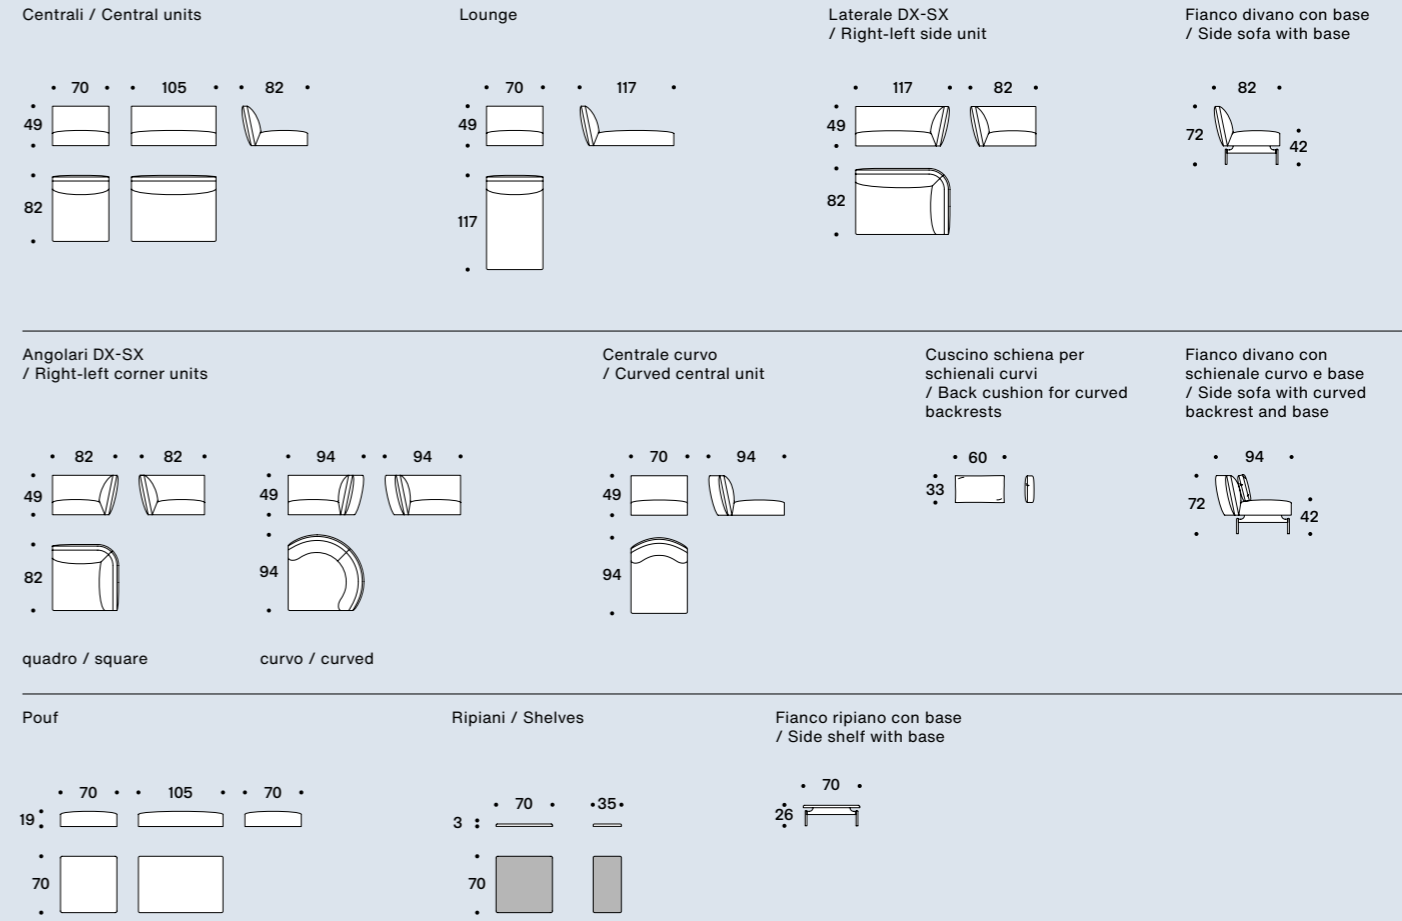 Centrali / Central units
70 105 82
49
82
Lounge
70 117
49
117
Laterale DX-SX
/ Right-left side unit
117 82
49
82
Fianco divano con base
/ Side sofa with base
82
72
42
Angolari DX-SX
/ Right-left corner units
82 82
49
82
quadro / square
94 94
49
94
curvo / curved
Centrale curvo
/ Curved central unit
70 94
49
94
Cuscino schiena per
schienali curvi
/ Back cushion for curved
backrests
60
33
Fianco divano con
schienale curvo e base
/ Side sofa with curved
backrest and base
94
72
42
Pouf
70 105 70
19
70
Ripiani / Shelves
70 35
3
70
Fianco ripiano con base
/ Side shelf with base
70
26